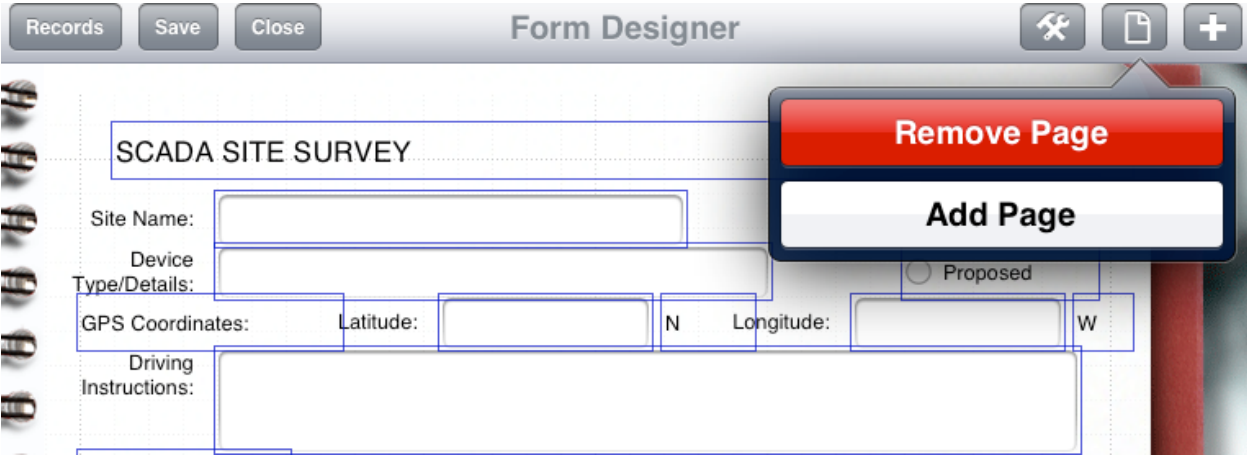 Records Save Close Form Designer
Remove Page
Add Page
SCADA SITE SURVEY
Site Name:
Device
Type/Details:
Proposed
GPS Coordinates: Latitude: N Longitude: W
Driving
Instructions: